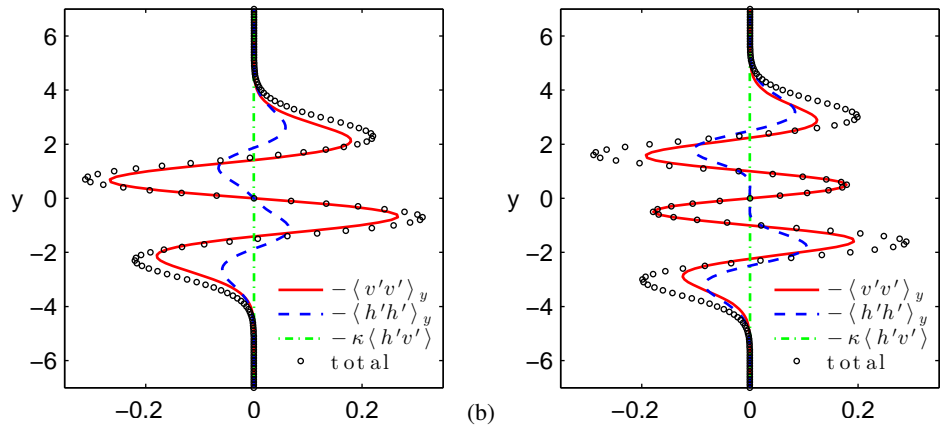 6
4
2
y 0
−2
−4
−6
−0.2 0 0.2
− ⟨ v′v′ ⟩y
− ⟨ h′h′ ⟩y
− κ ⟨ h′v′ ⟩
total
(b)
6
4
2
y 0
−2
−4
−6
−0.2 0 0.2
− ⟨ v′v′ ⟩y
− ⟨ h′h′ ⟩y
− κ ⟨ h′v′ ⟩
total